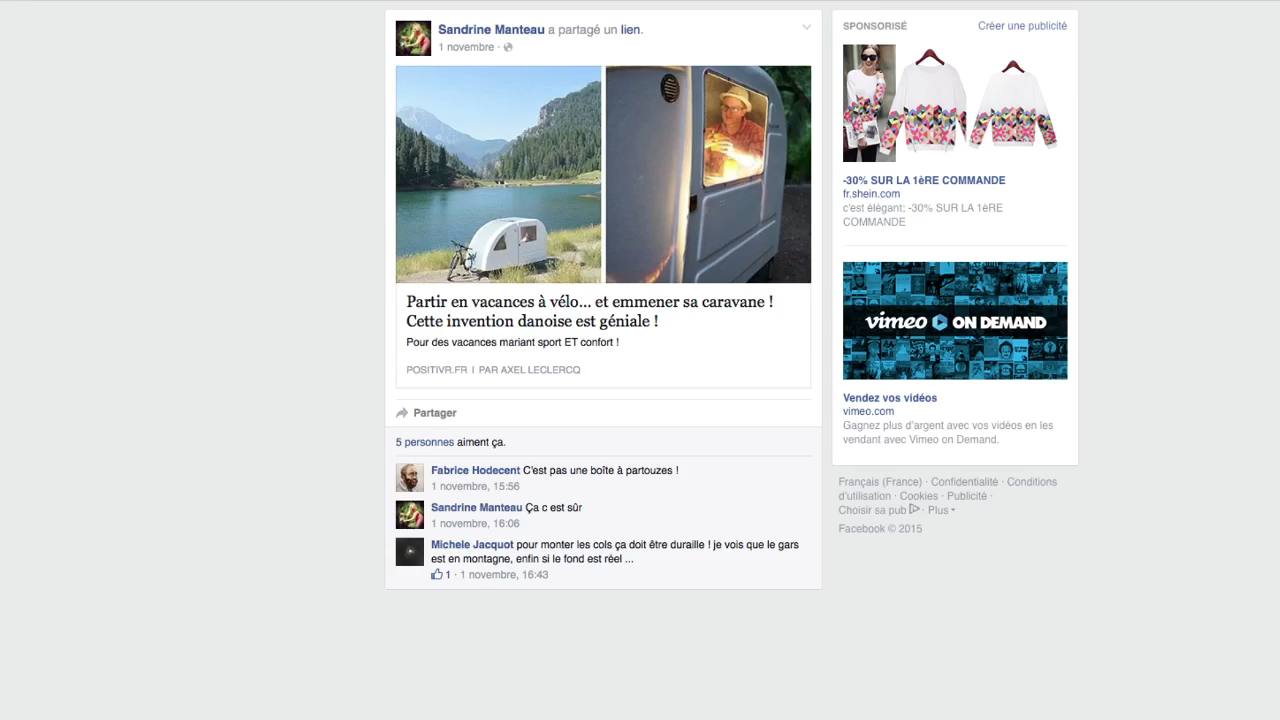 Sandrine Manteau a partagé un lien.
1 novembre ·
Partir en vacances à vélo... et emmener sa caravane !
Cette invention danoise est géniale !
Pour des vacances mariant sport ET confort !
POSITIVR.FR | PAR AXEL LECLERCQ
Partager
5 personnes aiment ça.
Fabrice Hodecent C'est pas une boîte à partouzes !
1 novembre, 15:56
Sandrine Manteau Ça c est sûr
1 novembre, 16:06
Michele Jacquot pour monter les cols ça doit être duraille ! je vois que le gars
est en montagne, enfin si le fond est réel ...
1 · 1 novembre, 16:43
SPONSORISÉ Créer une publicité
-30% SUR LA 1èRE COMMANDE
fr.shein.com
c'est élégant; -30% SUR LA 1èRE
COMMANDE
vimeo ON DEMAND
Vendez vos vidéos
vimeo.com
Gagnez plus d'argent avec vos vidéos en les
vendant avec Vimeo on Demand.
Français (France) · Confidentialité · Conditions
d'utilisation · Cookies · Publicité ·
Choisir sa pub · Plus
Facebook © 2015